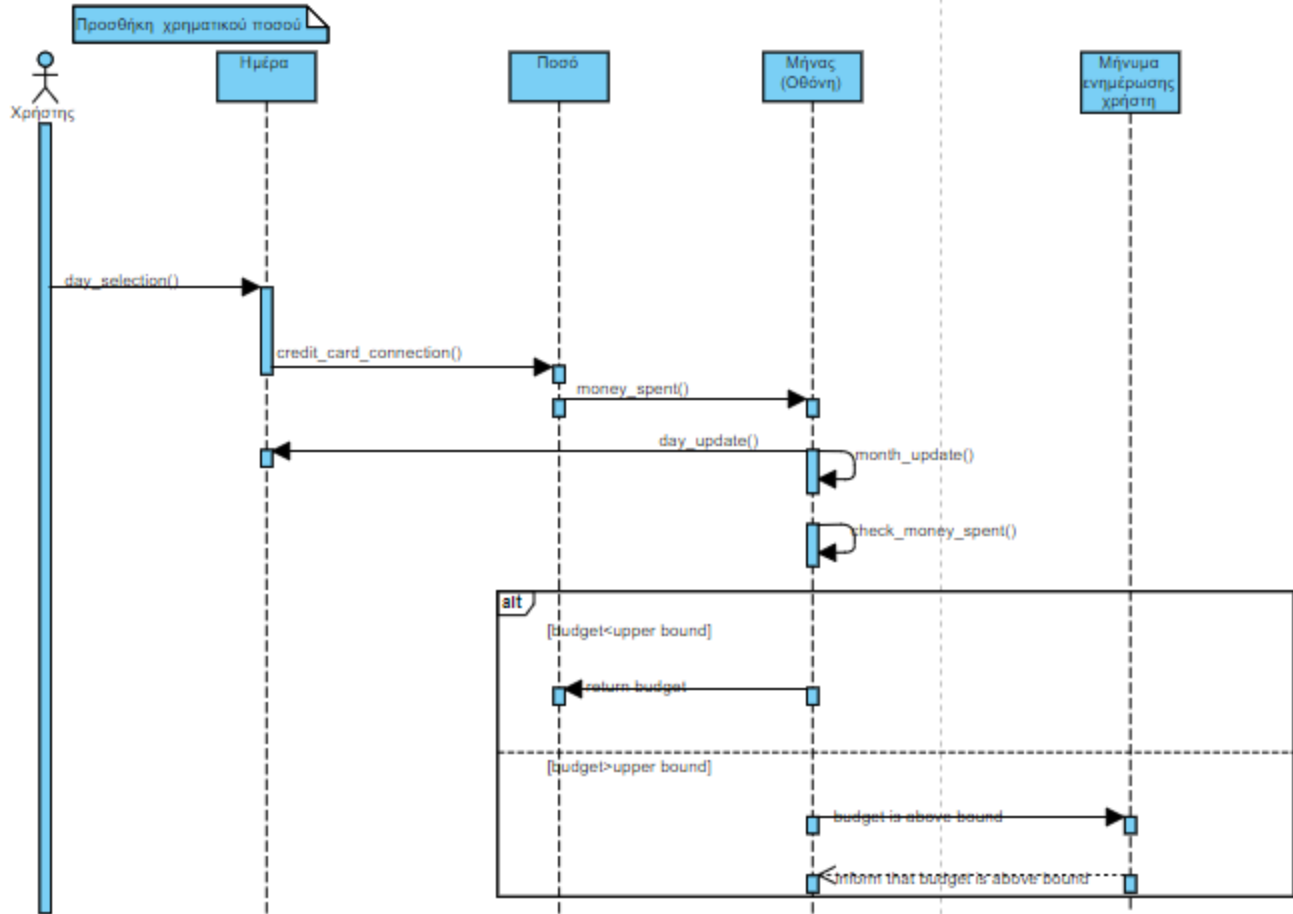 Προσθήκη χρηματικού ποσού
Χρήστης
Ημέρα
Ποσό
Μήνας
(Οθόνη)
Μήνυμα
ενημέρωσης
χρήστη
day_selection()
credit_card_connection()
money_spent()
day_update()
month_update()
check_money_spent()
alt
[budget<upper bound]
return budget
[budget>upper bound]
budget is above bound
inform that budget is above bound